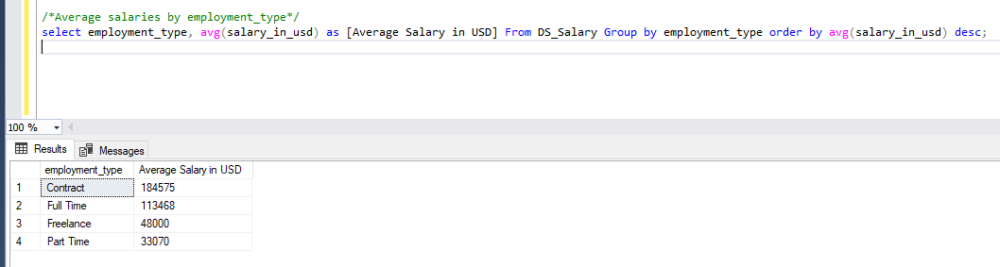 /*Average salaries by employment_type*/
select employment_type, avg(salary_in_usd) as [Average Salary in USD] From DS_Salary Group by employment_type order by avg(salary_in_usd) desc;
100 %
Results Messages
employment_type Average Salary in USD
1 Contract 184575
2 Full Time 113468
3 Freelance 48000
4 Part Time 33070